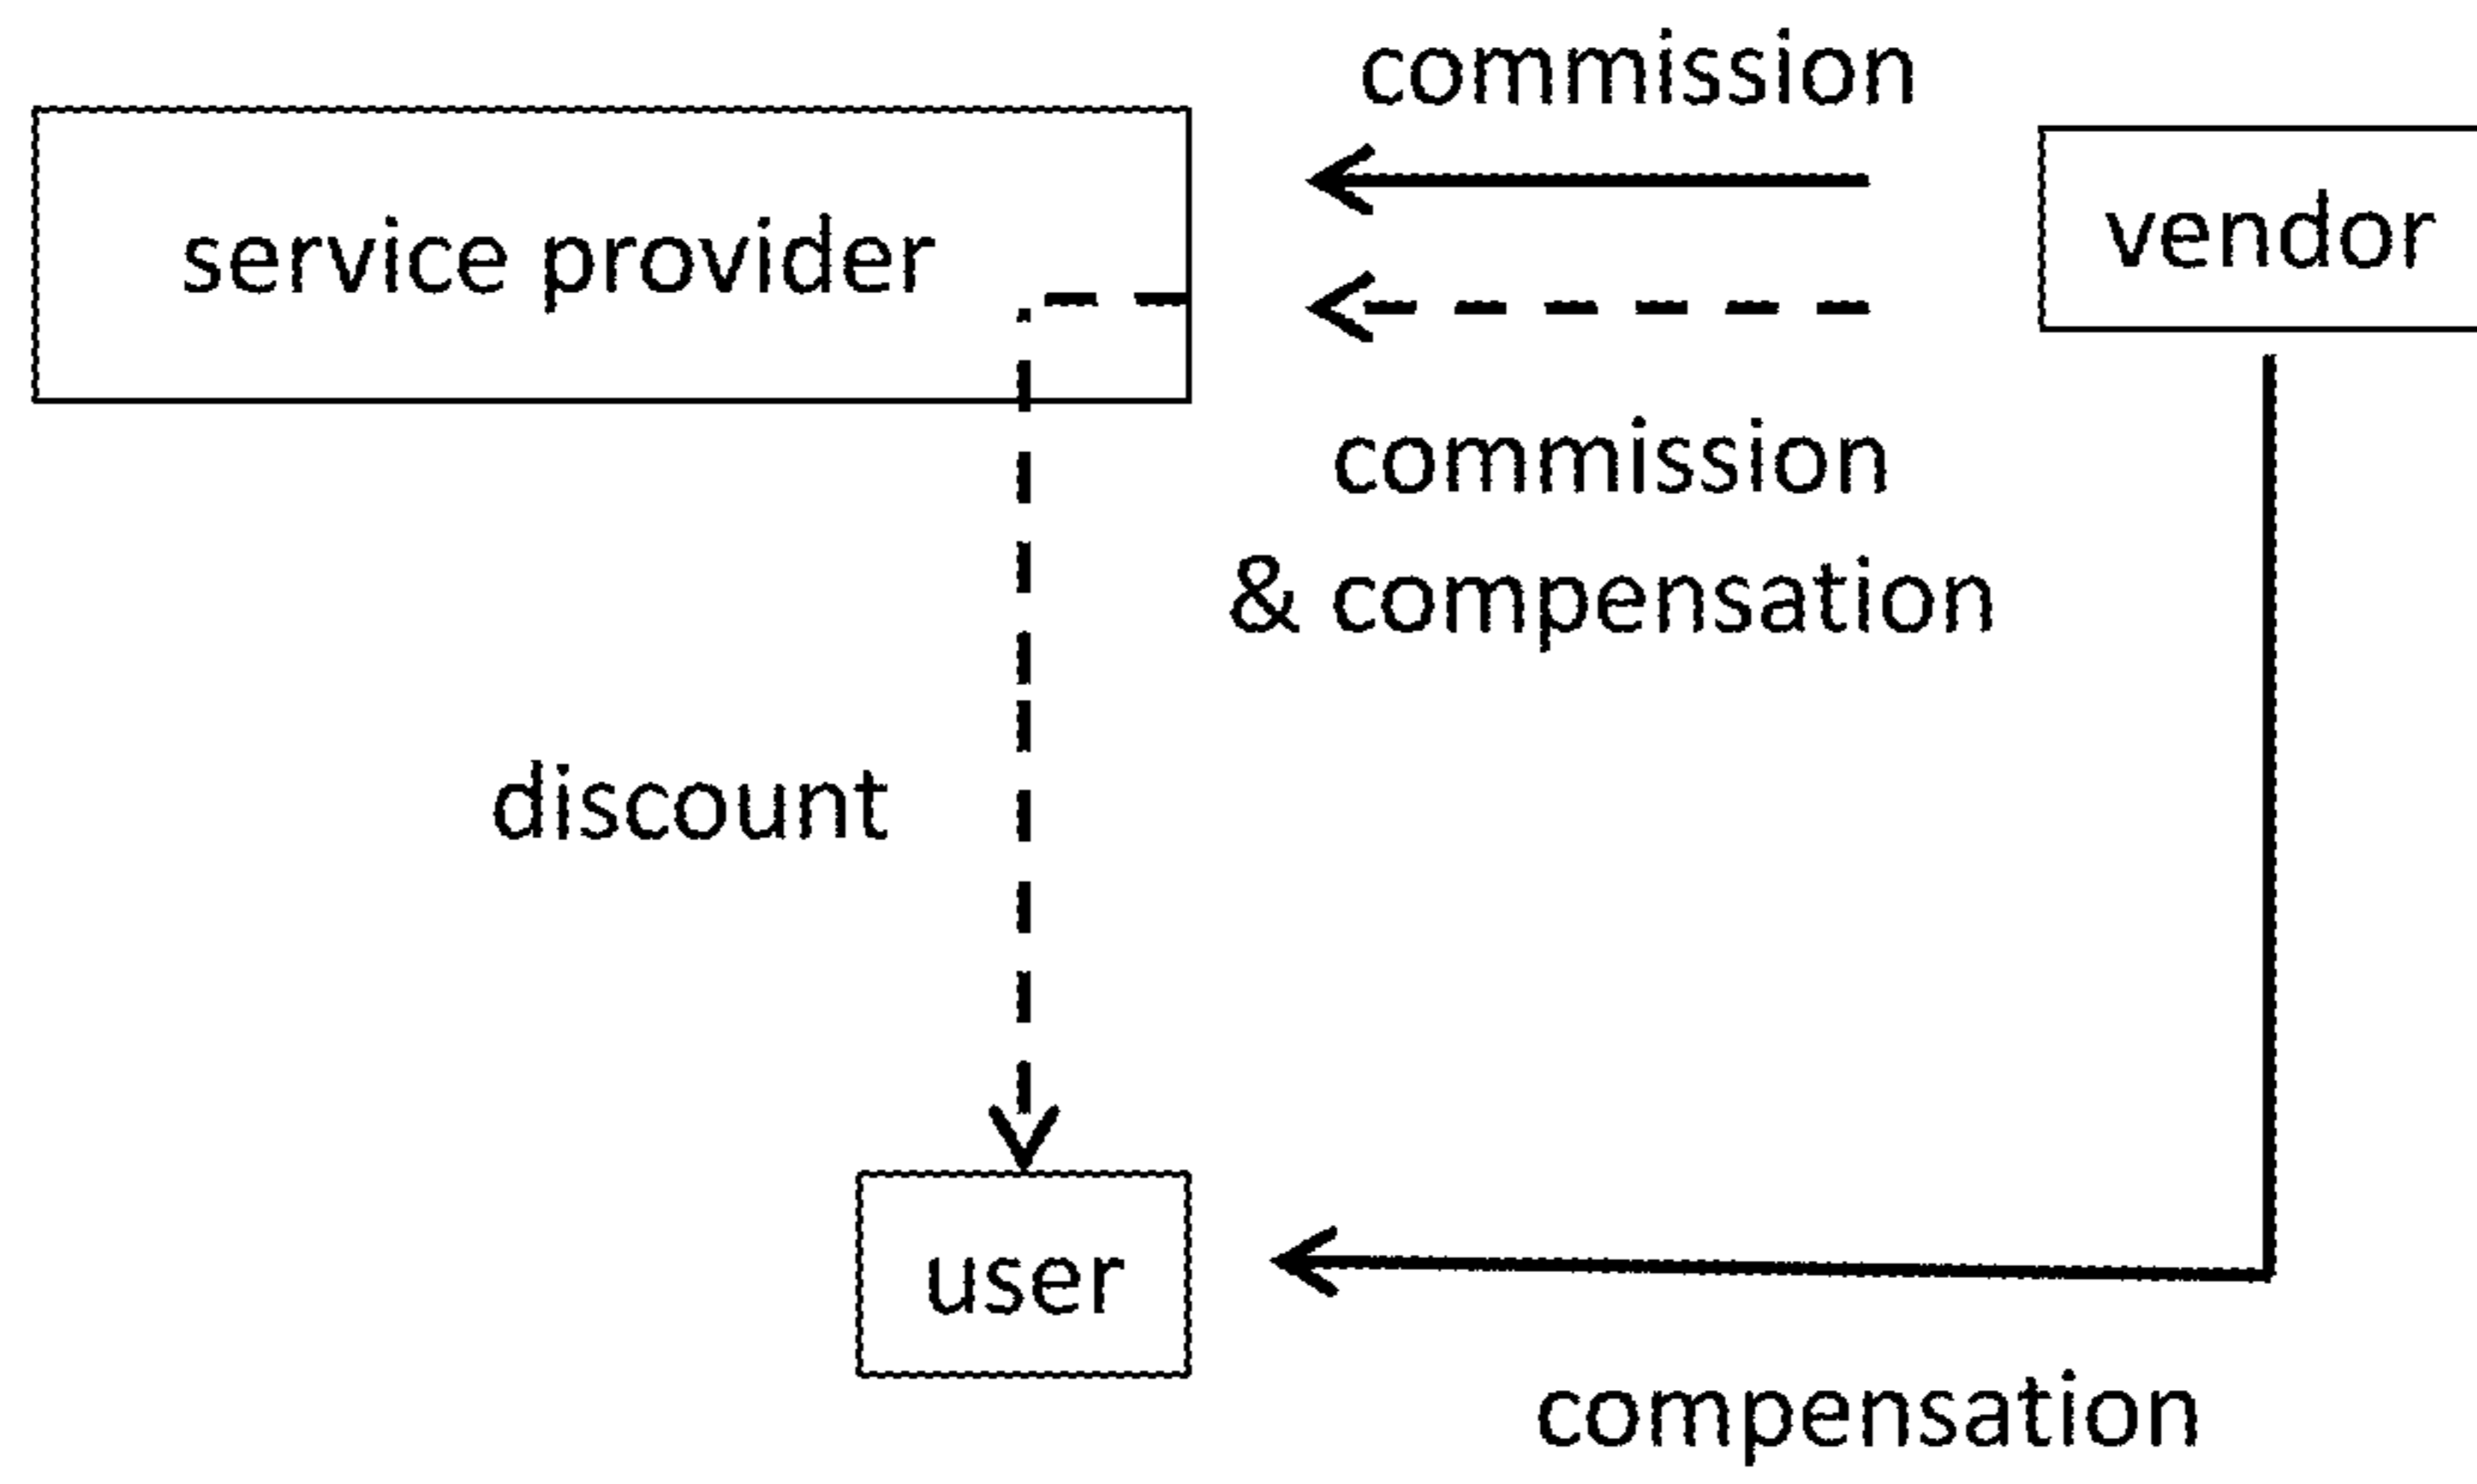 commission
service provider
vendor
commission
& compensation
discount
user
compensation